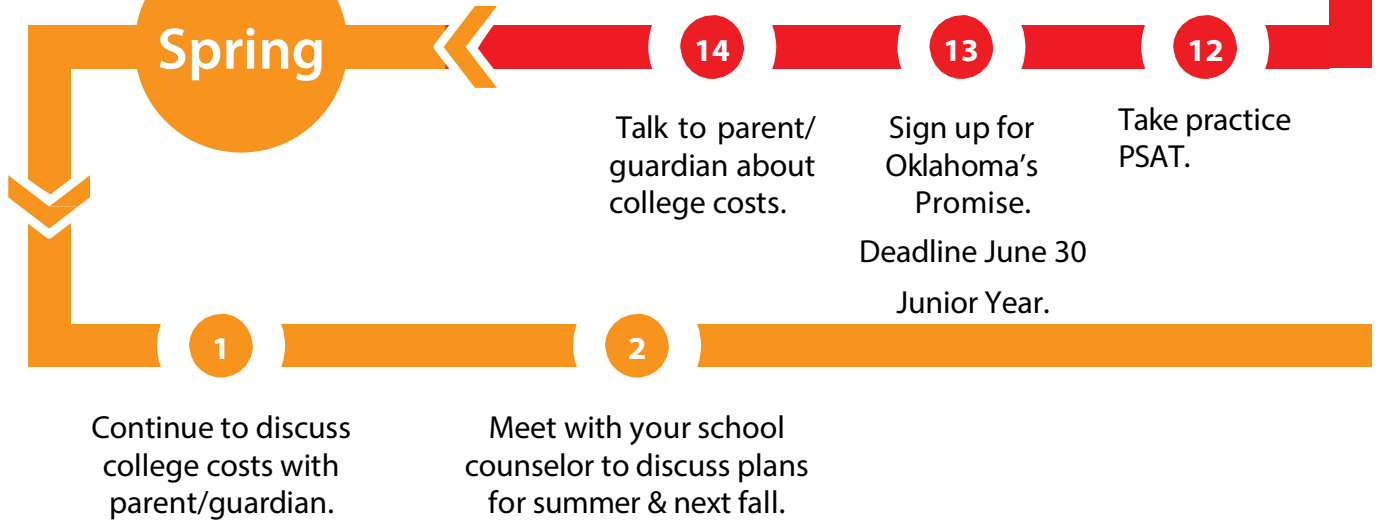 Spring
14
13
12
Talk to parent/
guardian about
college costs.
Sign up for
Oklahoma’s
Promise.
Deadline June 30
Junior Year.
Take practice
PSAT.
1
2
Continue to discuss
college costs with
parent/guardian.
Meet with your school
counselor to discuss plans
for summer & next fall.